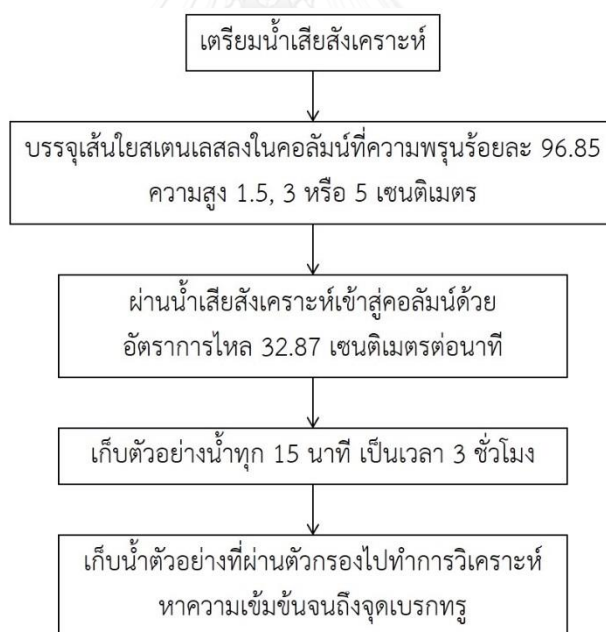 เตรียมน้ำเสียสังเคราะห์
บรรจุเส้นใยสเตนเลสลงในคอลัมน์ที่ความพรุนร้อยละ 96.85
ความสูง 1.5, 3 หรือ 5 เซนติเมตร
ผ่านน้ำเสียสังเคราะห์เข้าสู่คอลัมน์ด้วย
อัตราการไหล 32.87 เซนติเมตรต่อนาที
เก็บตัวอย่างน้ำทุก 15 นาที เป็นเวลา 3 ชั่วโมง
เก็บน้ำตัวอย่างที่ผ่านตัวกรองไปทำการวิเคราะห์
หาความเข้มข้นจนถึงจุดเบรกทรู